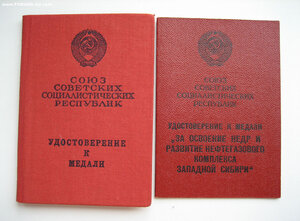 СОЮЗ
СОВЕТСКИХ
СОЦИАЛИСТИЧЕСКИХ
РЕСПУБЛИК
УДОСТОВЕРЕНИЕ
К
МЕДАЛИ
СОЮЗ
СОВЕТСКИХ
СОЦИАЛИСТИЧЕСКИХ
РЕСПУБЛИК
УДОСТОВЕРЕНИЕ К МЕДАЛИ
„ЗА ОСВОЕНИЕ НЕДР И
РАЗВИТИЕ НЕФТЕГАЗОВОГО
КОМПЛЕКСА
ЗАПАДНОЙ СИБИРИ“